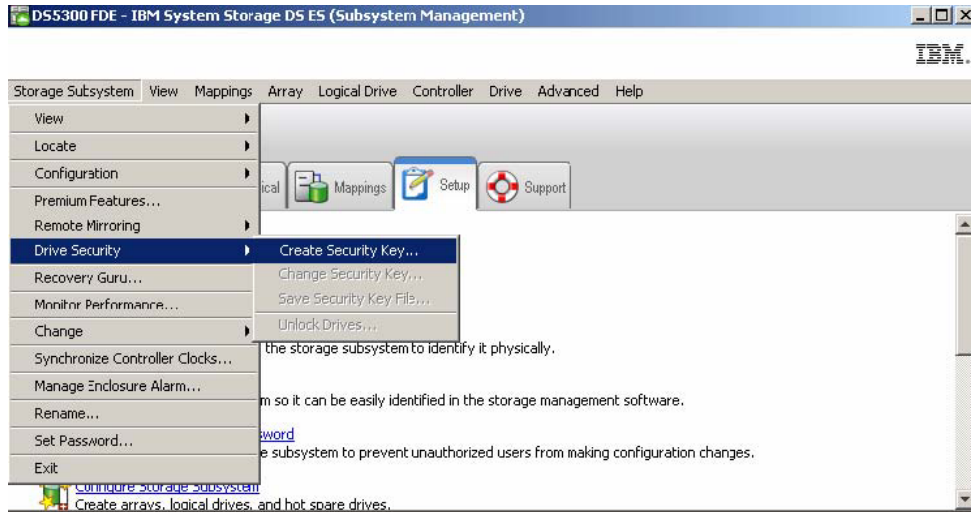 DS5300 FDE - IBM System Storage DS ES (Subsystem Management)
IBM.
Storage Subsystem View Mappings Array Logical Drive Controller Drive Advanced Help
View
Locate
Configuration
Premium Features...
Remote Mirroring
Drive Security
Recovery Guru...
Monitor Performance...
Change
Synchronize Controller Clocks...
Manage Enclosure Alarm...
Rename...
Set Password...
Exit
Create Security Key...
Change Security Key...
Save Security Key File...
Unlock Drives...
ical Mappings Setup Support
the storage subsystem to identify it physically.
m so it can be easily identified in the storage management software.
sword
e subsystem to prevent unauthorized users from making configuration changes.
Configure Storage Subsystem
Create arrays, logical drives, and hot spare drives.